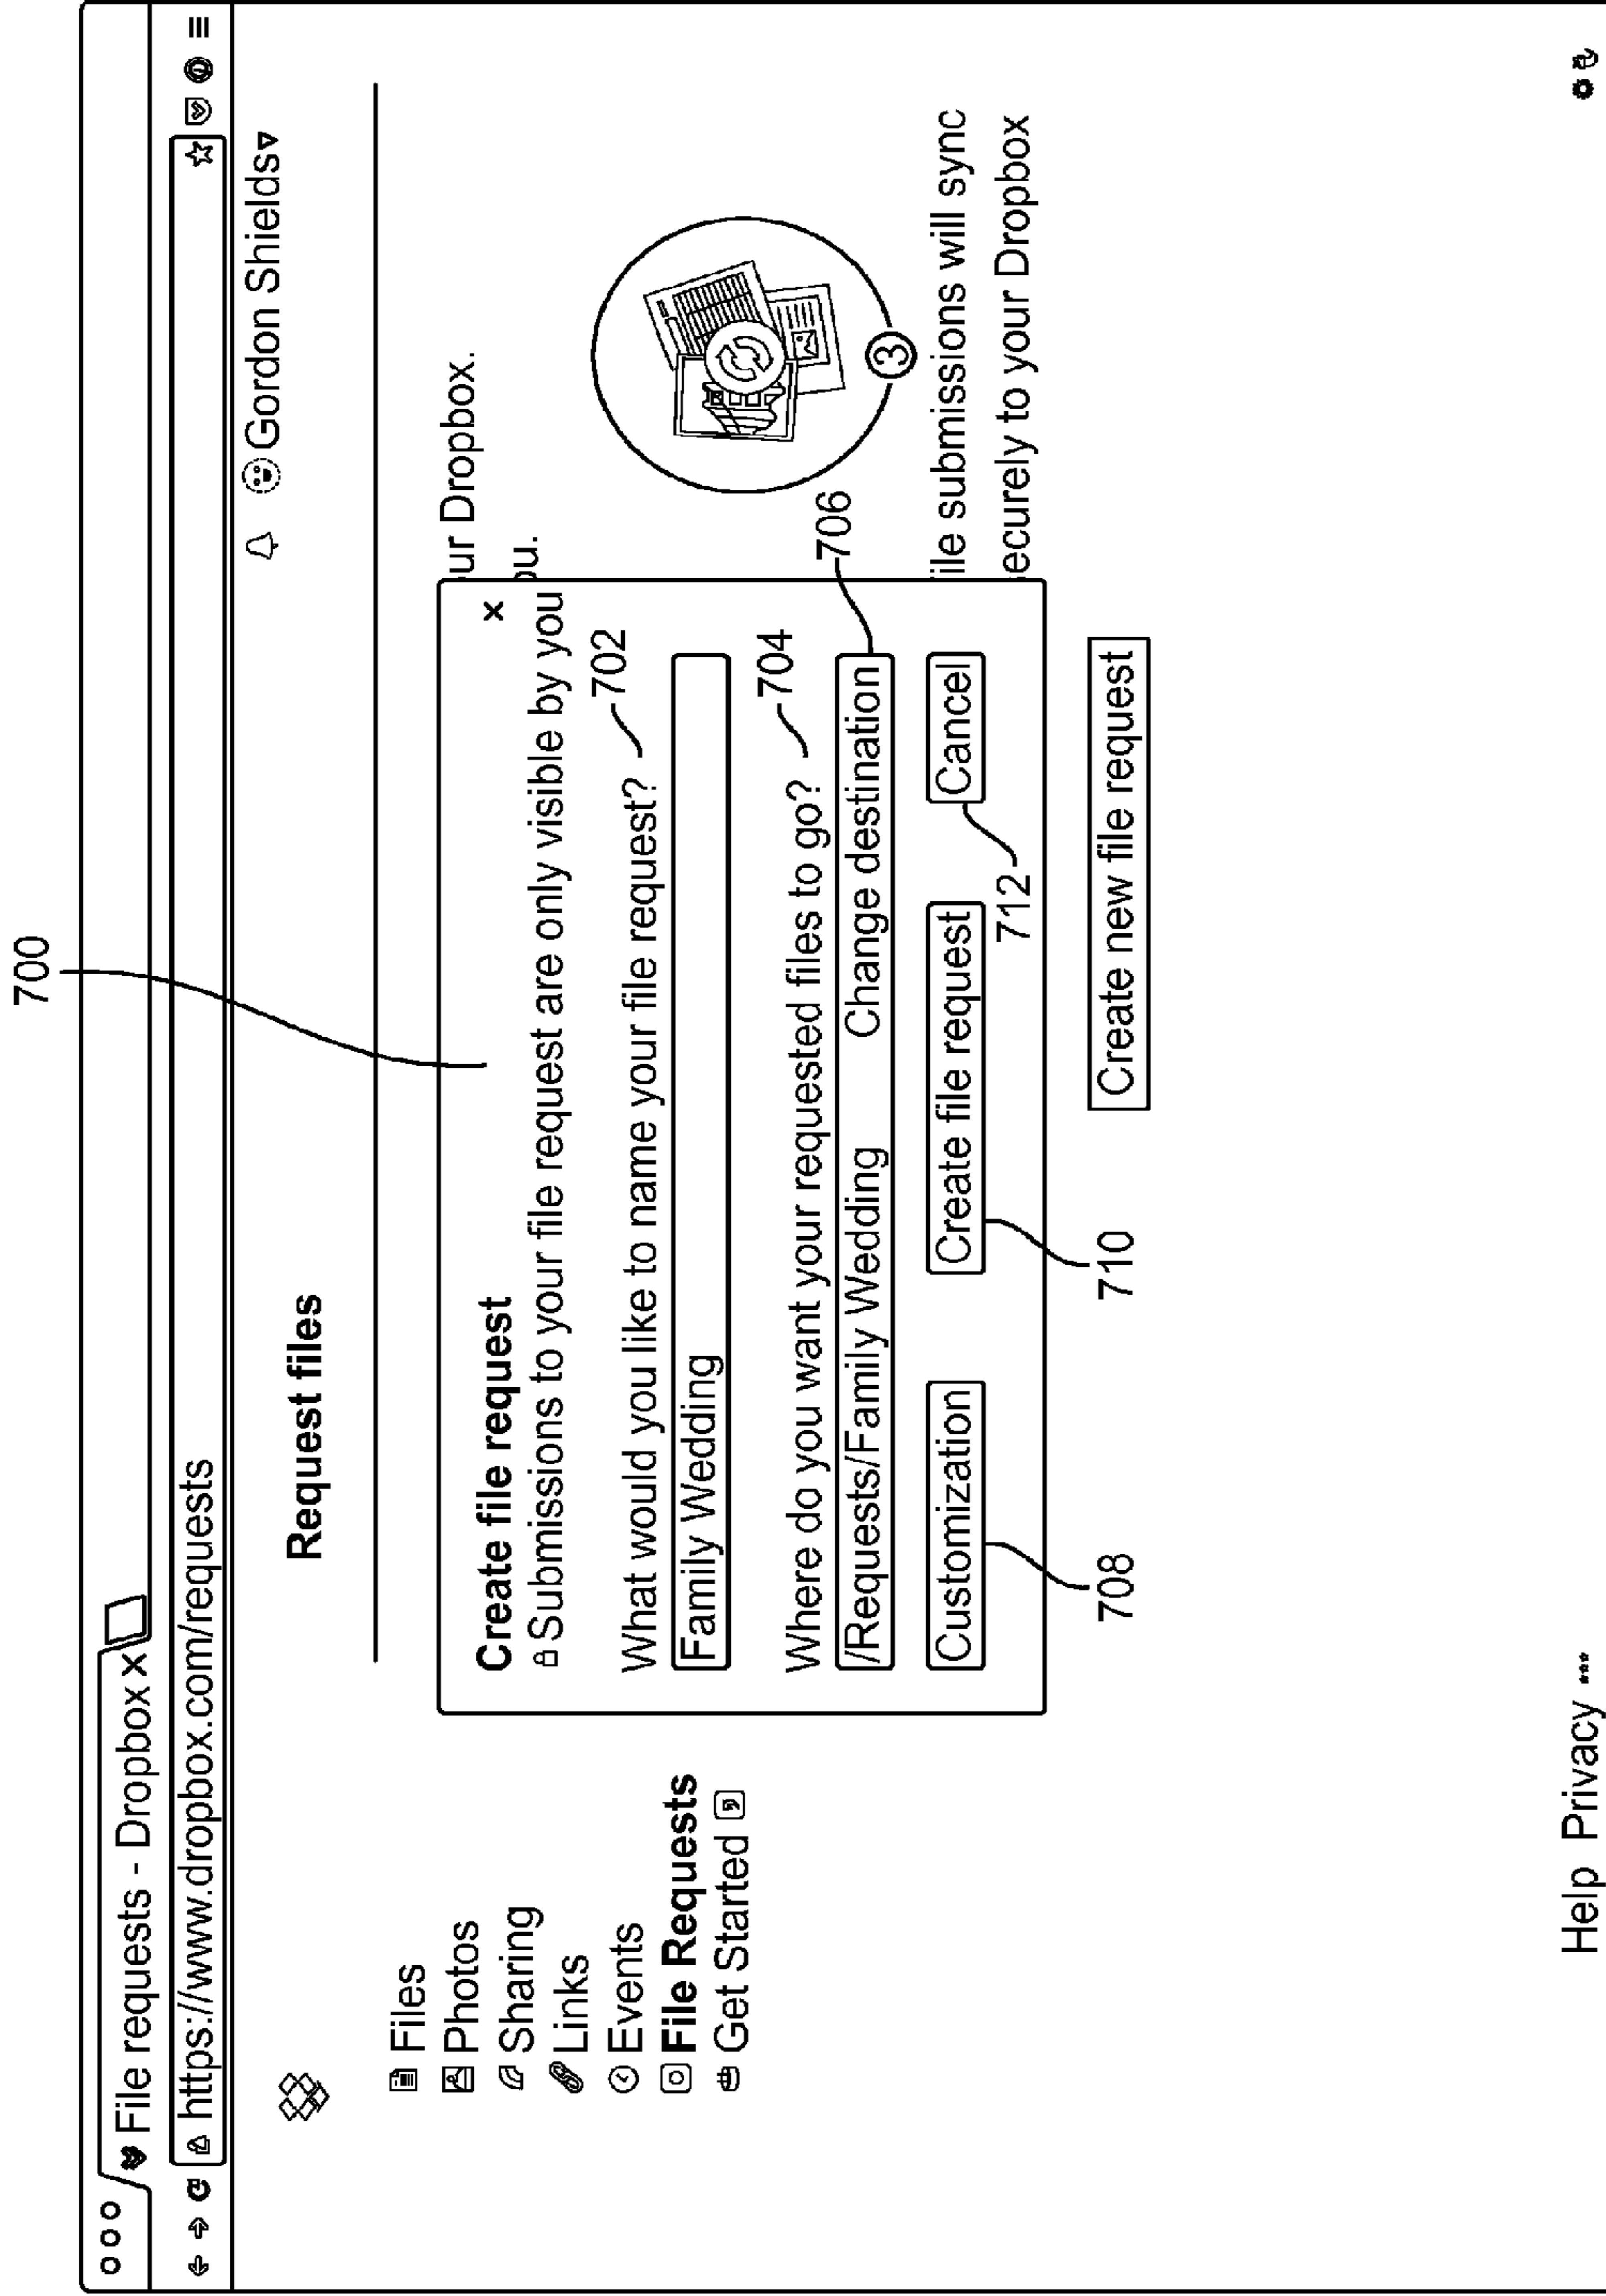 700
File requests - Dropbox x
https://www.dropbox.com/requests
Gordon Shields
Request files
Files
Photos
Sharing
Links
Events
File Requests
Get Started
ur Dropbox.
ou.
Create file request x
Submissions to your file request are only visible by you
What would you like to name your file request? 702
Family Wedding
Where do you want your requested files to go? 704
/Requests/Family Wedding Change destination 706
Customization Create file request Cancel
708 710 712
3
ile submissions will sync
ecurely to your Dropbox
Create new file request
Help Privacy